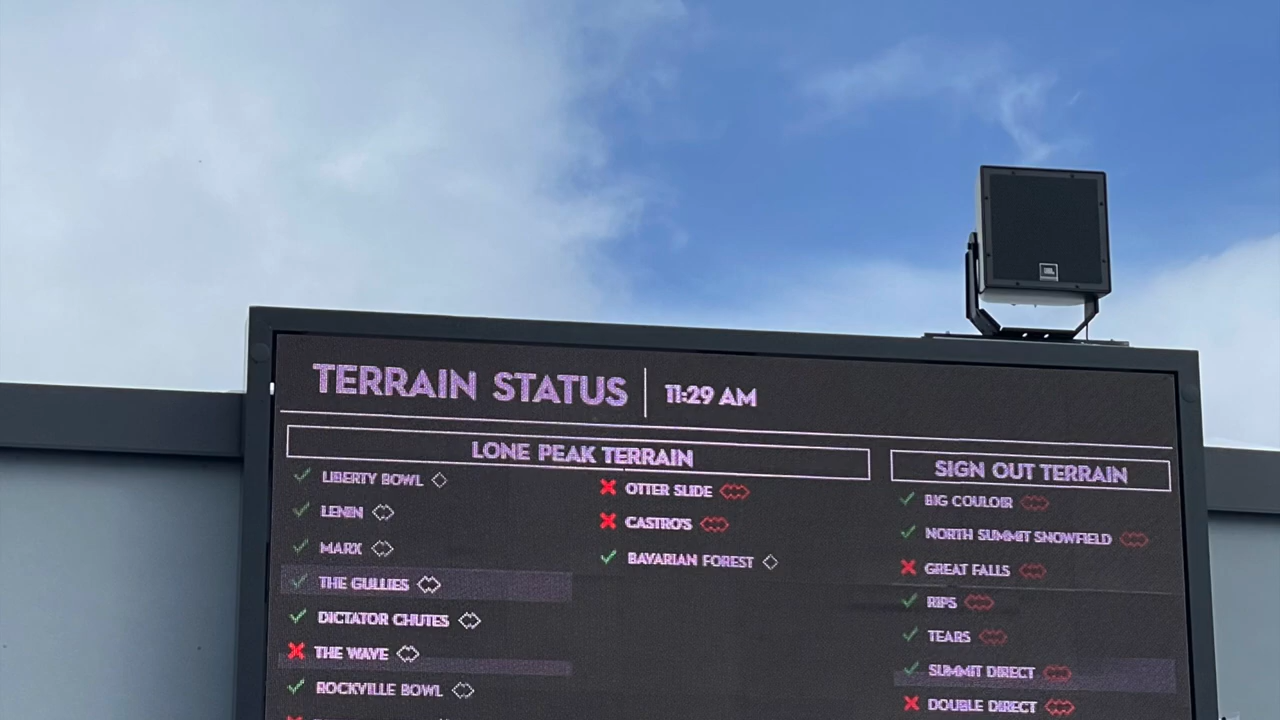 JBL
TERRAIN STATUS | 11:29 AM
LONE PEAK TERRAIN
LIBERTY BOWL
LENIN
MARX
THE GULLIES
DICTATOR CHUTES
THE WAVE
ROCKVILLE BOWL
OTTER SLIDE
CASTRO'S
BAVARIAN FOREST
SIGN OUT TERRAIN
BIG COULOIR
NORTH SUMMIT SNOWFIELD
GREAT FALLS
RIPS
TEARS
SUMMIT DIRECT
DOUBLE DIRECT